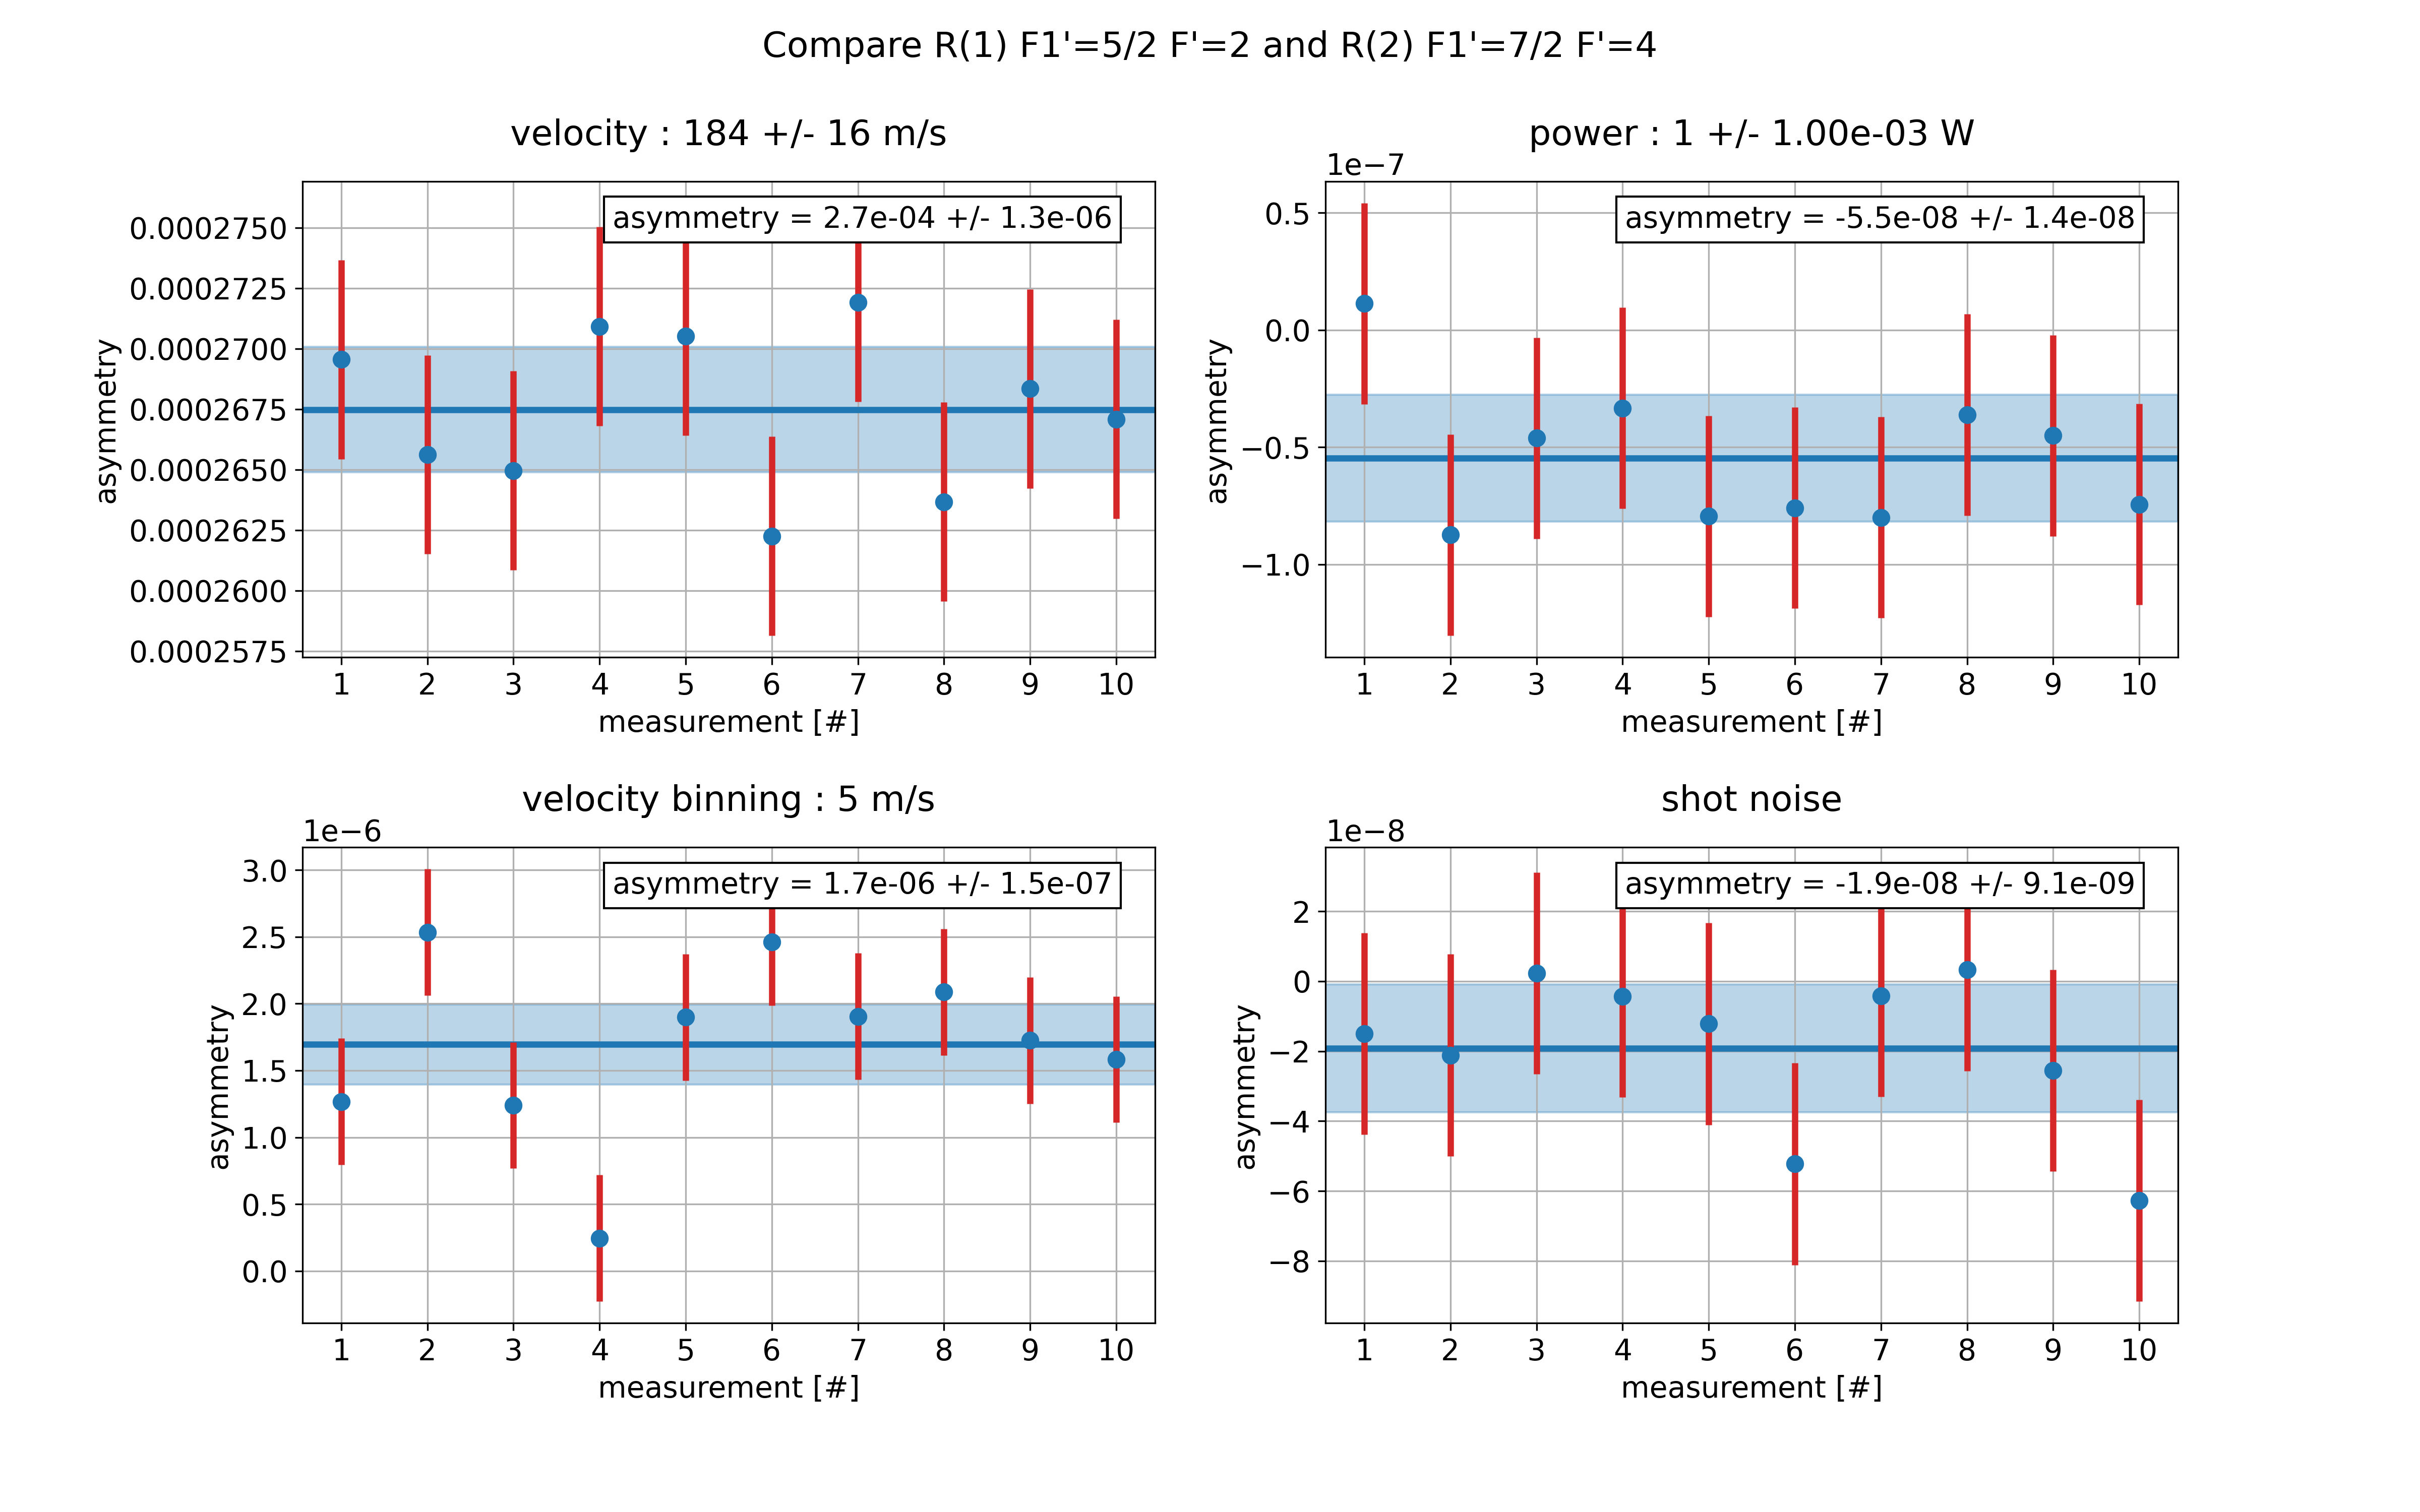 Compare R(1) F1'=5/2 F'=2 and R(2) F1'=7/2 F'=4
velocity : 184 +/- 16 m/s
asymmetry = 2.7e-04 +/- 1.3e-06
0.0002750
0.0002725
0.0002700
0.0002675
0.0002650
0.0002625
0.0002600
0.0002575
asymmetry
1 2 3 4 5 6 7 8 9 10
measurement [#]
power : 1 +/- 1.00e-03 W
1e−7
asymmetry = -5.5e-08 +/- 1.4e-08
0.5
0.0
−0.5
−1.0
asymmetry
1 2 3 4 5 6 7 8 9 10
measurement [#]
velocity binning : 5 m/s
1e−6
asymmetry = 1.7e-06 +/- 1.5e-07
3.0
2.5
2.0
1.5
1.0
0.5
0.0
asymmetry
1 2 3 4 5 6 7 8 9 10
measurement [#]
shot noise
1e−8
asymmetry = -1.9e-08 +/- 9.1e-09
2
0
−2
−4
−6
−8
asymmetry
1 2 3 4 5 6 7 8 9 10
measurement [#]